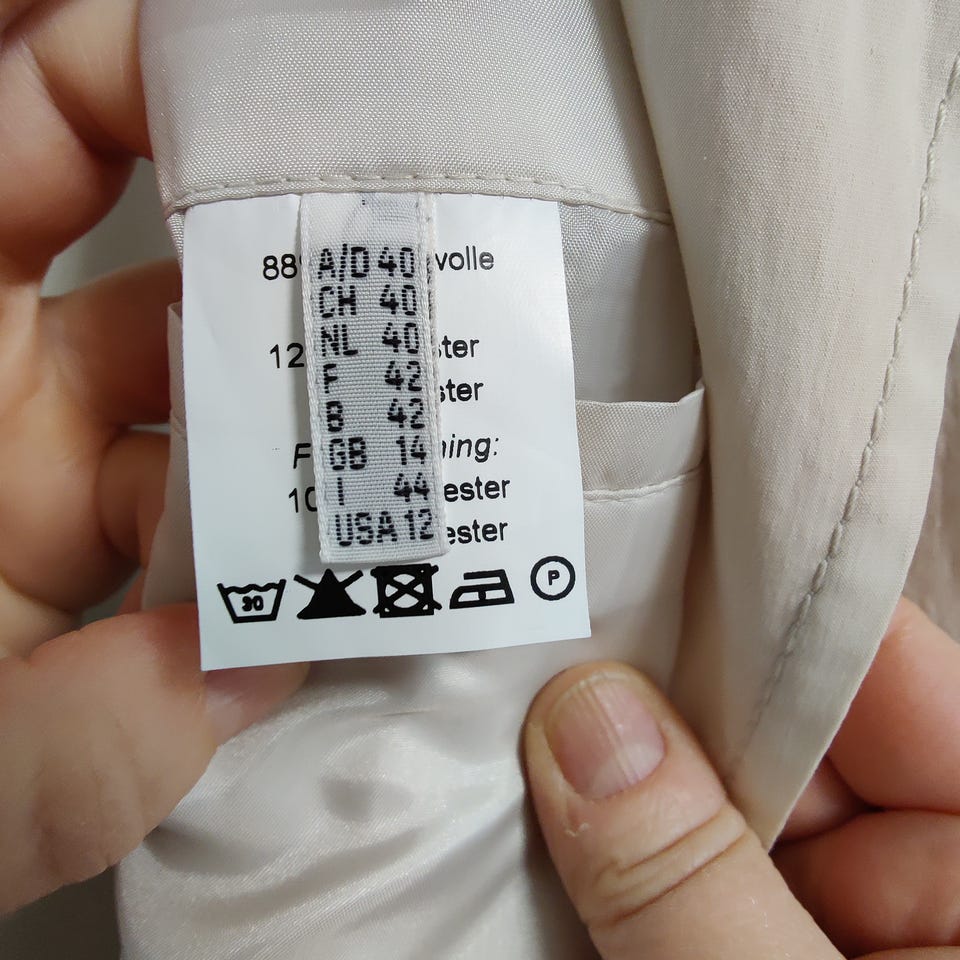 A/D 40
CH 40
NL 40
F 42
B 42
GB 14
I 44
USA 12
88 volle
12 ster
ster
F ning:
10 ester
ester
30
P